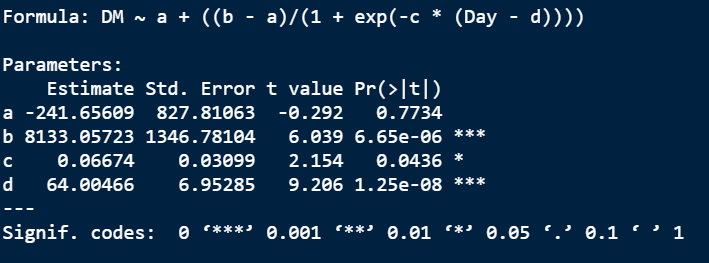 Formula: DM ~ a + ((b - a)/(1 + exp(-c * (Day - d))))
Parameters:
Estimate Std. Error t value Pr(>|t|)
a -241.65609 827.81063 -0.292 0.7734
b 8133.05723 1346.78104 6.039 6.65e-06 ***
c 0.06674 0.03099 2.154 0.0436 *
d 64.00466 6.95285 9.206 1.25e-08 ***
---
Signif. codes: 0 ‘***’ 0.001 ‘**’ 0.01 ‘*’ 0.05 ‘.’ 0.1 ‘ ’ 1